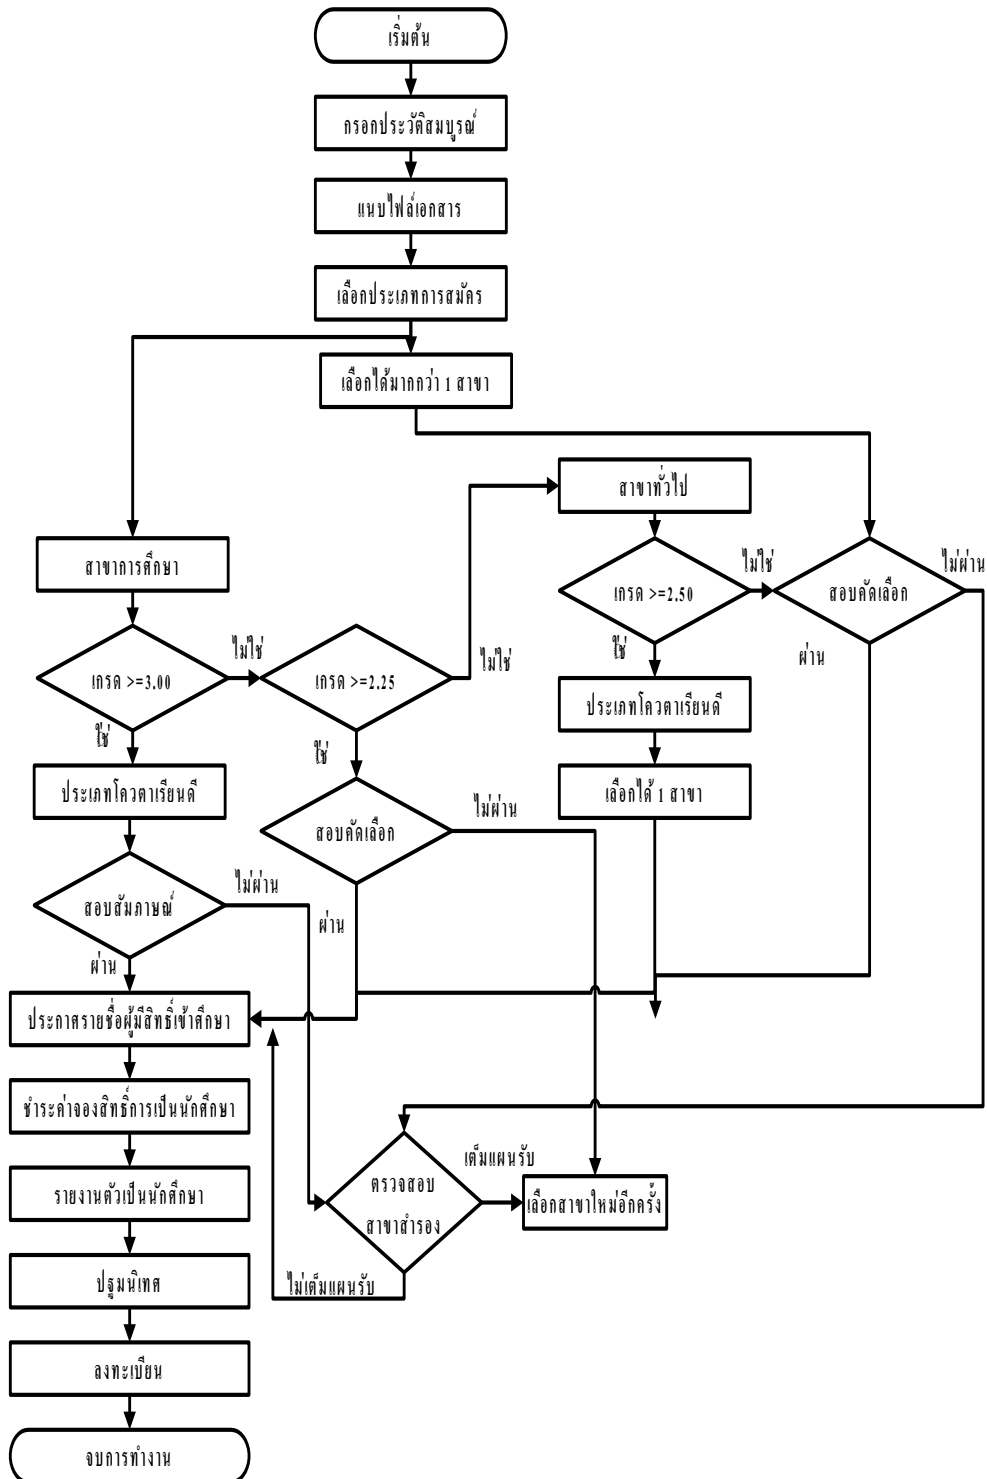 เริ่มต้น
กรอกประวัติสมบูรณ์
แนบไฟล์เอกสาร
เลือกประเภทการสมัคร
เลือกได้มากกว่า 1 สาขา
สาขาทั่วไป
สาขาการศึกษา
เกรด >=2.50
ไม่ใช่
สอบคัดเลือก
ไม่ผ่าน
ใช่
ผ่าน
เกรด >=3.00
ไม่ใช่
เกรด >=2.25
ไม่ใช่
ประเภทโควตาเรียนดี
ใช่
ใช่
ประเภทโควตาเรียนดี
เลือกได้ 1 สาขา
สอบคัดเลือก
ไม่ผ่าน
ไม่ผ่าน
สอบสัมภาษณ์
ผ่าน
ผ่าน
ประกาศรายชื่อผู้มีสิทธิ์เข้าศึกษา
ชำระค่าจองสิทธิ์การเป็นนักศึกษา
เต็มแผนรับ
ตรวจสอบ
สาขาสำรอง
เลือกสาขาใหม่อีกครั้ง
รายงานตัวเป็นนักศึกษา
ไม่เต็มแผนรับ
ปฐมนิเทศ
ลงทะเบียน
จบการทำงาน